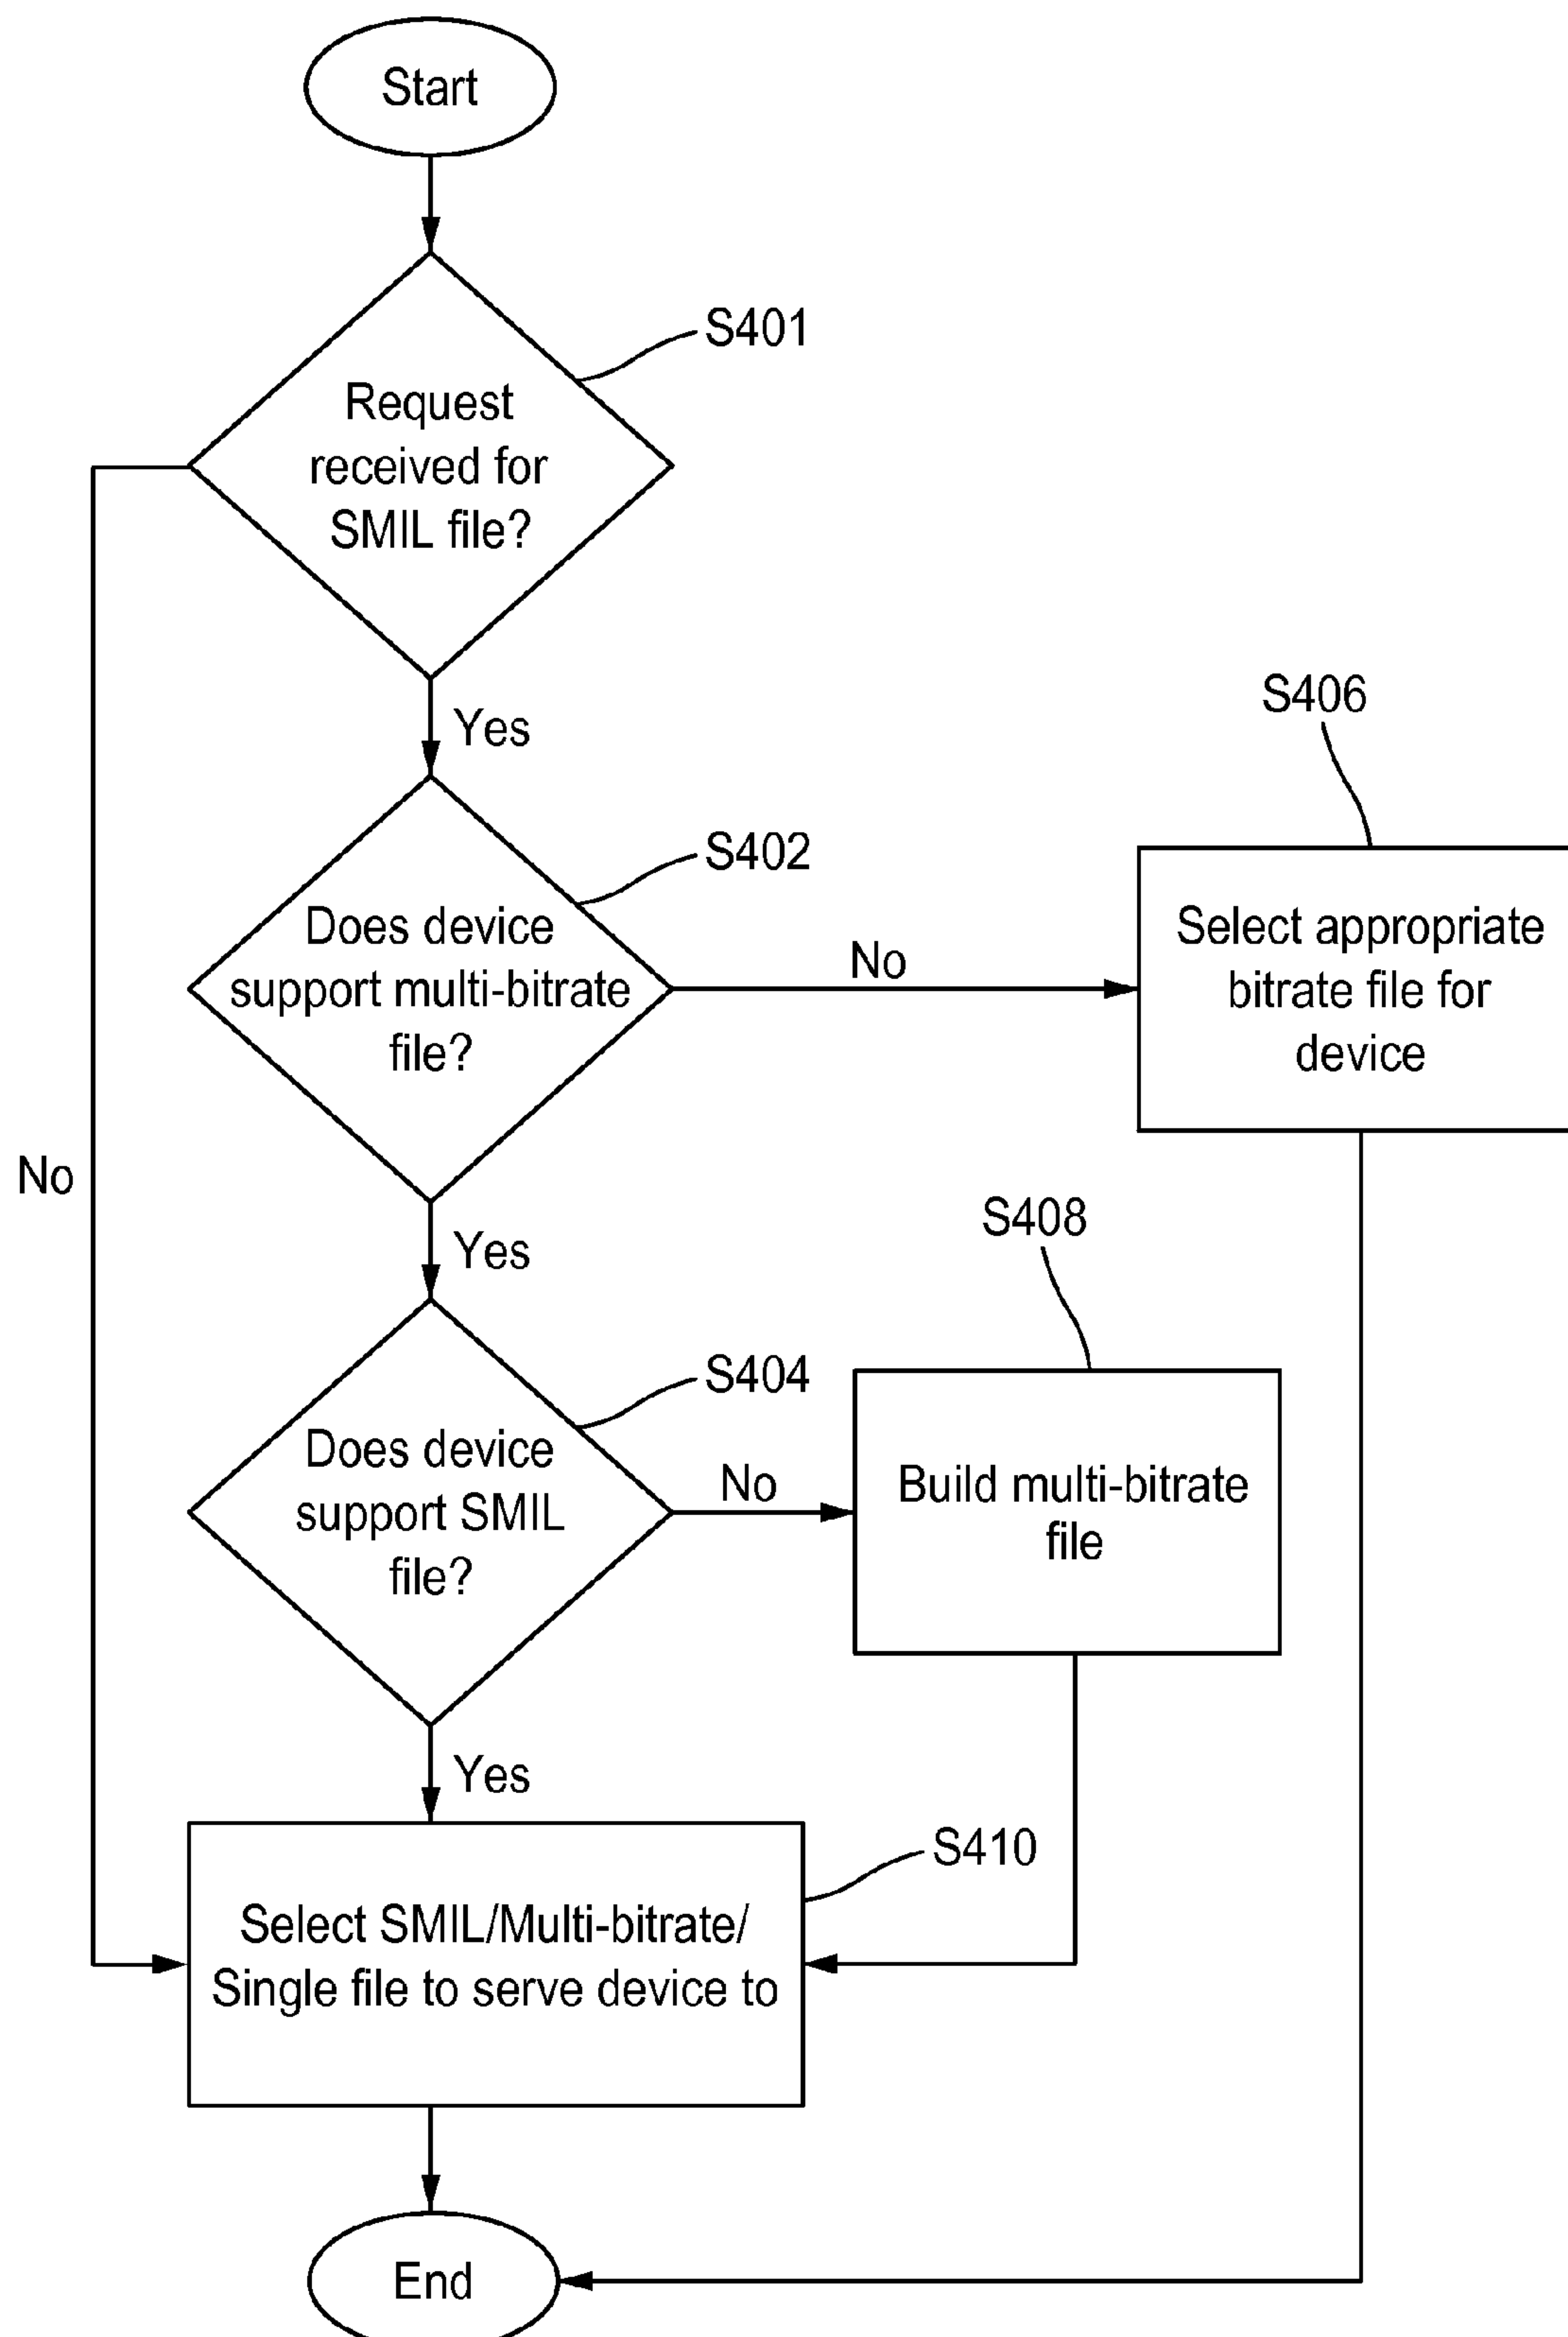 Start
S401
Request
received for
SMIL file?
Yes
S406
S402
Does device
support multi-bitrate
file?
No
Select appropriate
bitrate file for
device
No
Yes
S408
S404
Does device
support SMIL
file?
No
Build multi-bitrate
file
Yes
S410
Select SMIL/Multi-bitrate/
Single file to serve device to
End